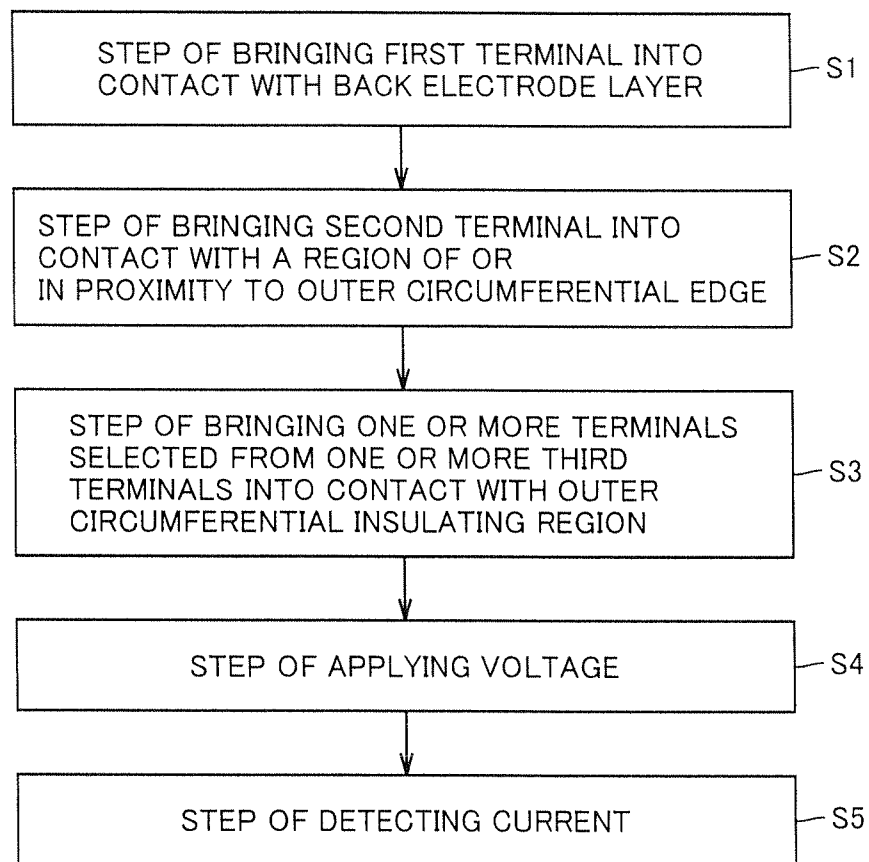 STEP OF BRINGING FIRST TERMINAL INTO
CONTACT WITH BACK ELECTRODE LAYER
S1
STEP OF BRINGING SECOND TERMINAL INTO
CONTACT WITH A REGION OF OR
IN PROXIMITY TO OUTER CIRCUMFERENTIAL EDGE
S2
STEP OF BRINGING ONE OR MORE TERMINALS
SELECTED FROM ONE OR MORE THIRD
TERMINALS INTO CONTACT WITH OUTER
CIRCUMFERENTIAL INSULATING REGION
S3
STEP OF APPLYING VOLTAGE
S4
STEP OF DETECTING CURRENT
S5